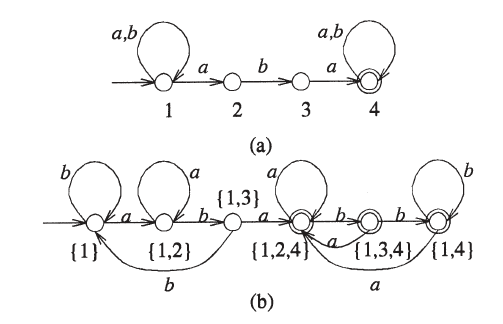 a,b a,b
a b a
1 2 3 4
(a)
b a a b
{1,3}
a b a b b
{1} {1,2} {1,2,4} a {1,3,4} {1,4}
b a
(b)